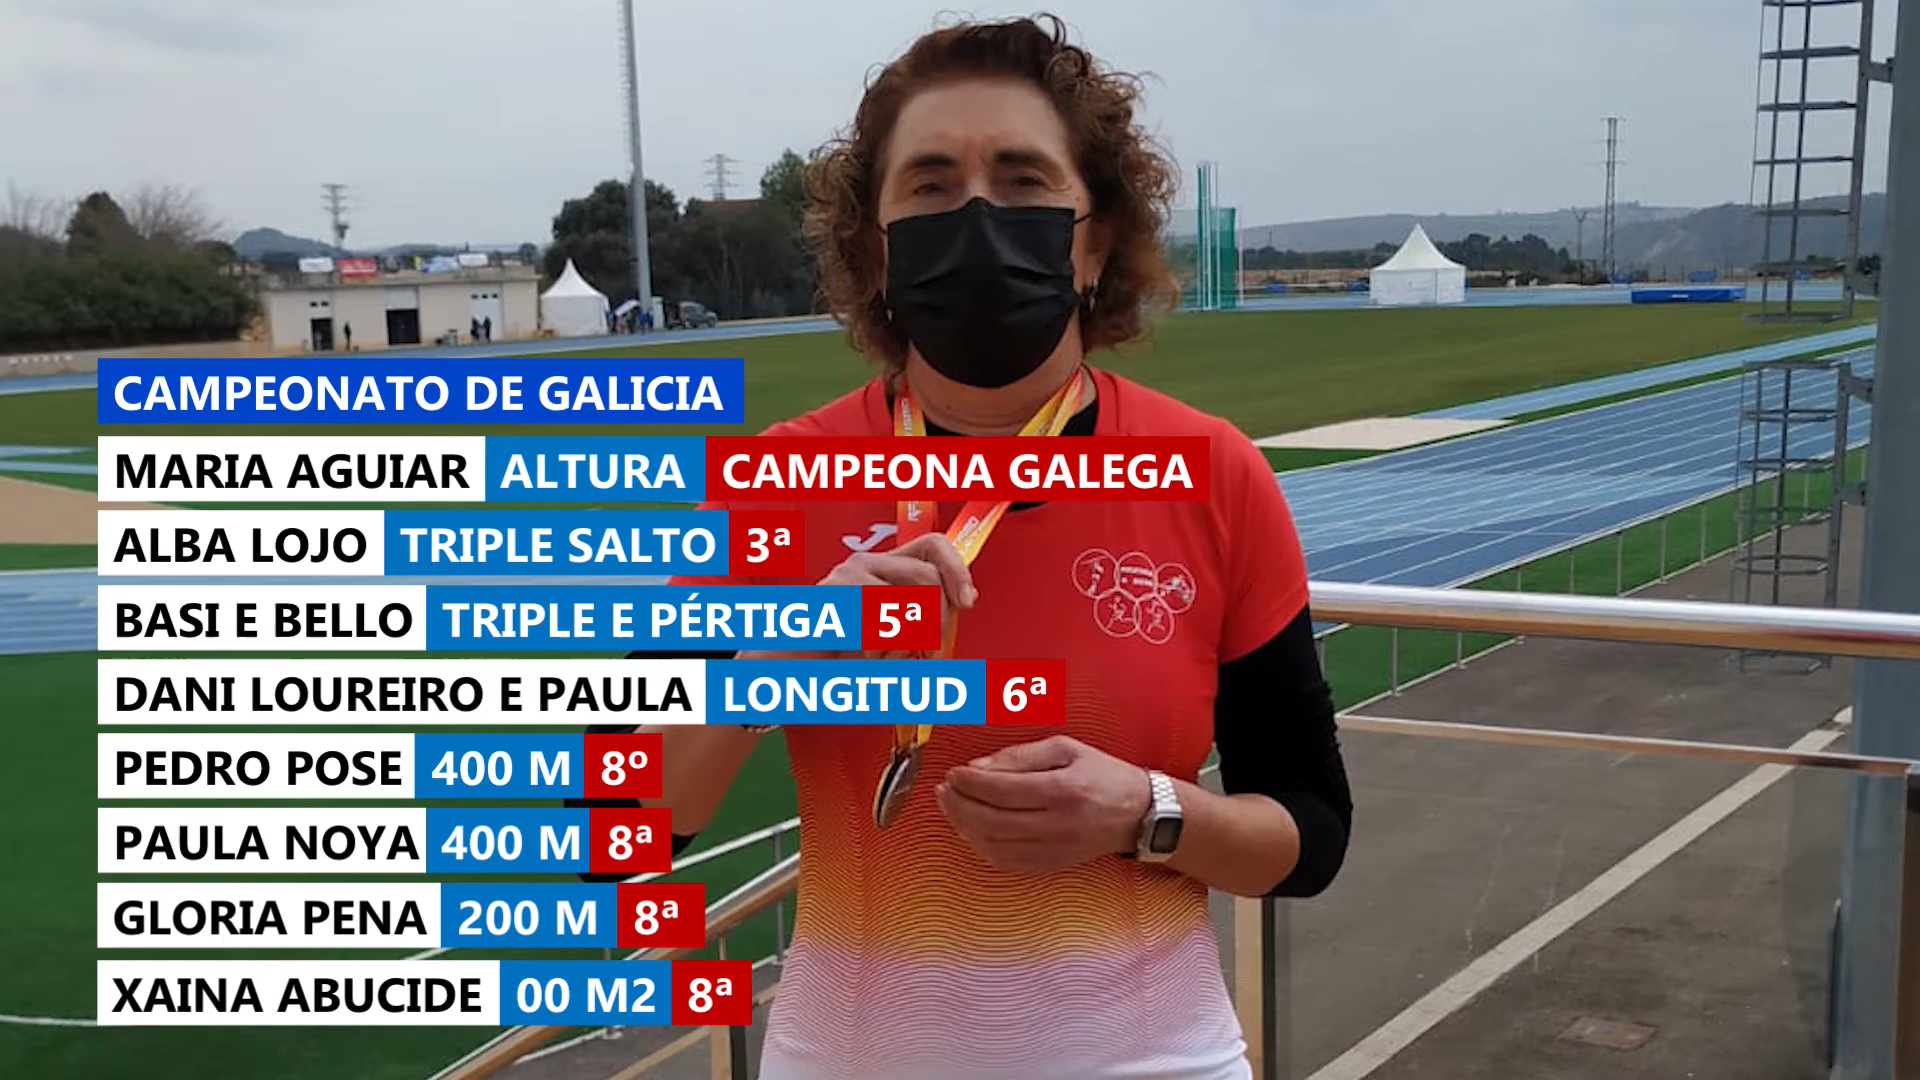 CAMPEONATO DE GALICIA
MARIA AGUIAR ALTURA CAMPEONA GALEGA
ALBA LOJO TRIPLE SALTO 3ª
BASI E BELLO TRIPLE E PÉRTIGA 5ª
DANI LOUREIRO E PAULA LONGITUD 6ª
PEDRO POSE 400 M 8º
PAULA NOYA 400 M 8ª
GLORIA PENA 200 M 8ª
XAINA ABUCIDE 00 M2 8ª